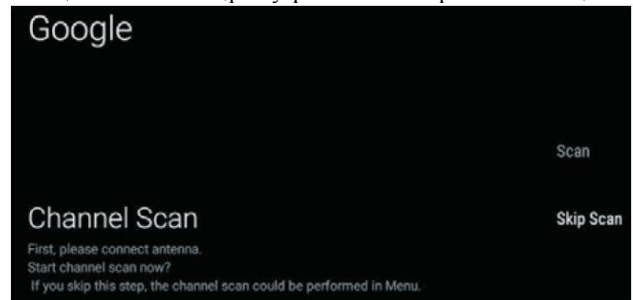 Google
Scan
Channel Scan
Skip Scan
First, please connect antenna.
Start channel scan now?
If you skip this step, the channel scan could be performed in Menu.